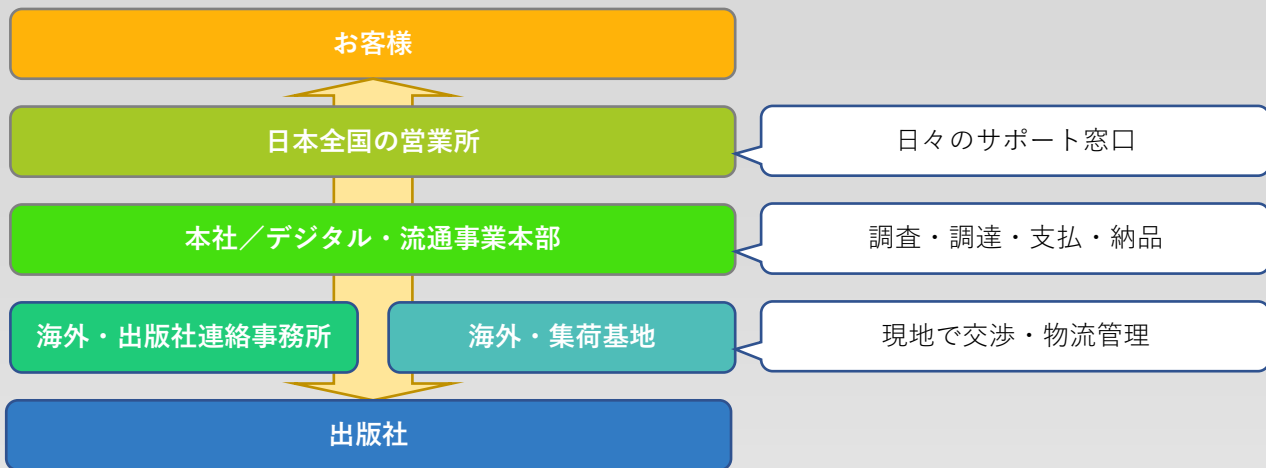 お客様
日本全国の営業所
日々のサポート窓口
本社／デジタル・流通事業本部
調査・調達・支払・納品
海外・出版社連絡事務所
海外・集荷基地
現地で交渉・物流管理
出版社